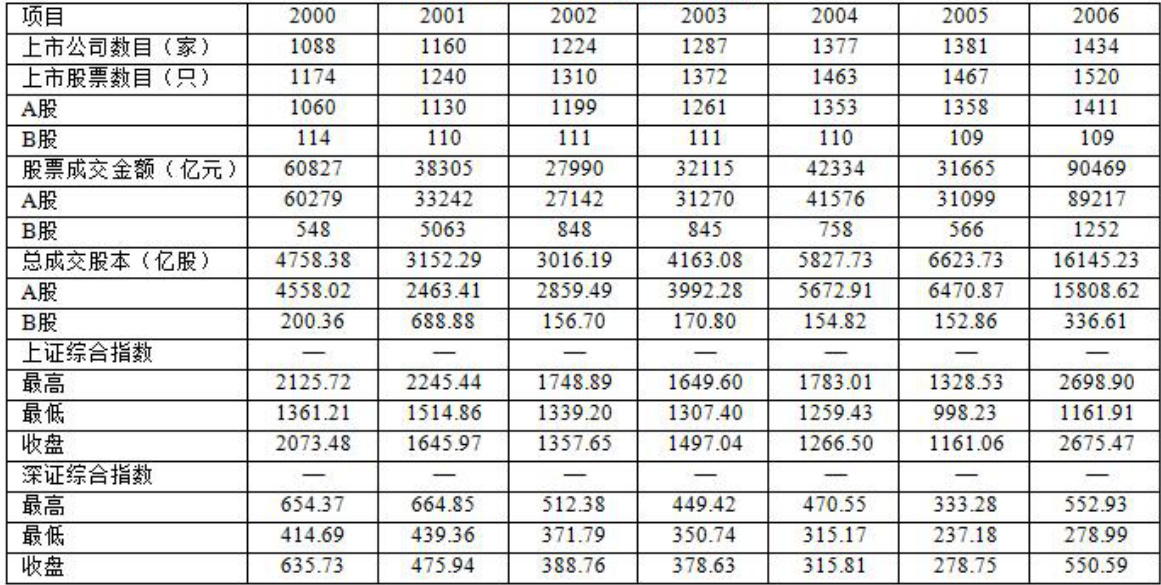 项目 2000 2001 2002 2003 2004 2005 2006
上市公司数目（家） 1088 1160 1224 1287 1377 1381 1434
上市股票数目（只） 1174 1240 1310 1372 1463 1467 1520
A股 1060 1130 1199 1261 1353 1358 1411
B股 114 110 111 111 110 109 109
股票成交金额（亿元） 60827 38305 27990 32115 42334 31665 90469
A股 60279 33242 27142 31270 41576 31099 89217
B股 548 5063 848 845 758 566 1252
总成交股本（亿股） 4758.38 3152.29 3016.19 4163.08 5827.73 6623.73 16145.23
A股 4558.02 2463.41 2859.49 3992.28 5672.91 6470.87 15808.62
B股 200.36 688.88 156.70 170.80 154.82 152.86 336.61
上证综合指数 — — — — — — —
最高 2125.72 2245.44 1748.89 1649.60 1783.01 1328.53 2698.90
最低 1361.21 1514.86 1339.20 1307.40 1259.43 998.23 1161.91
收盘 2073.48 1645.97 1357.65 1497.04 1266.50 1161.06 2675.47
深证综合指数 — — — — — — —
最高 654.37 664.85 512.38 449.42 470.55 333.28 552.93
最低 414.69 439.36 371.79 350.74 315.17 237.18 278.99
收盘 635.73 475.94 388.76 378.63 315.81 278.75 550.59